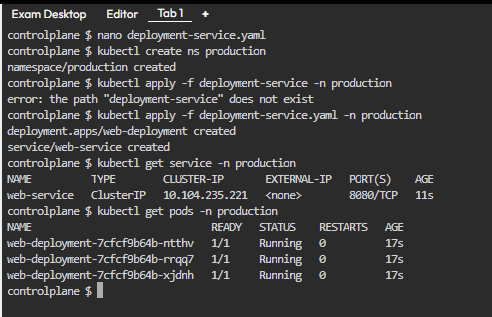 Exam Desktop Editor Tab 1 +
controlplane $ nano deployment-service.yaml
controlplane $ kubectl create ns production
namespace/production created
controlplane $ kubectl apply -f deployment-service -n production
error: the path "deployment-service" does not exist
controlplane $ kubectl apply -f deployment-service.yaml -n production
deployment.apps/web-deployment created
service/web-service created
controlplane $ kubectl get service -n production
NAME TYPE CLUSTER-IP EXTERNAL-IP PORT(S) AGE
web-service ClusterIP 10.104.235.221 <none> 8080/TCP 11s
controlplane $ kubectl get pods -n production
NAME READY STATUS RESTARTS AGE
web-deployment-7cfcf9b64b-ntthv 1/1 Running 0 17s
web-deployment-7cfcf9b64b-rrqq7 1/1 Running 0 17s
web-deployment-7cfcf9b64b-xjdnh 1/1 Running 0 17s
controlplane $